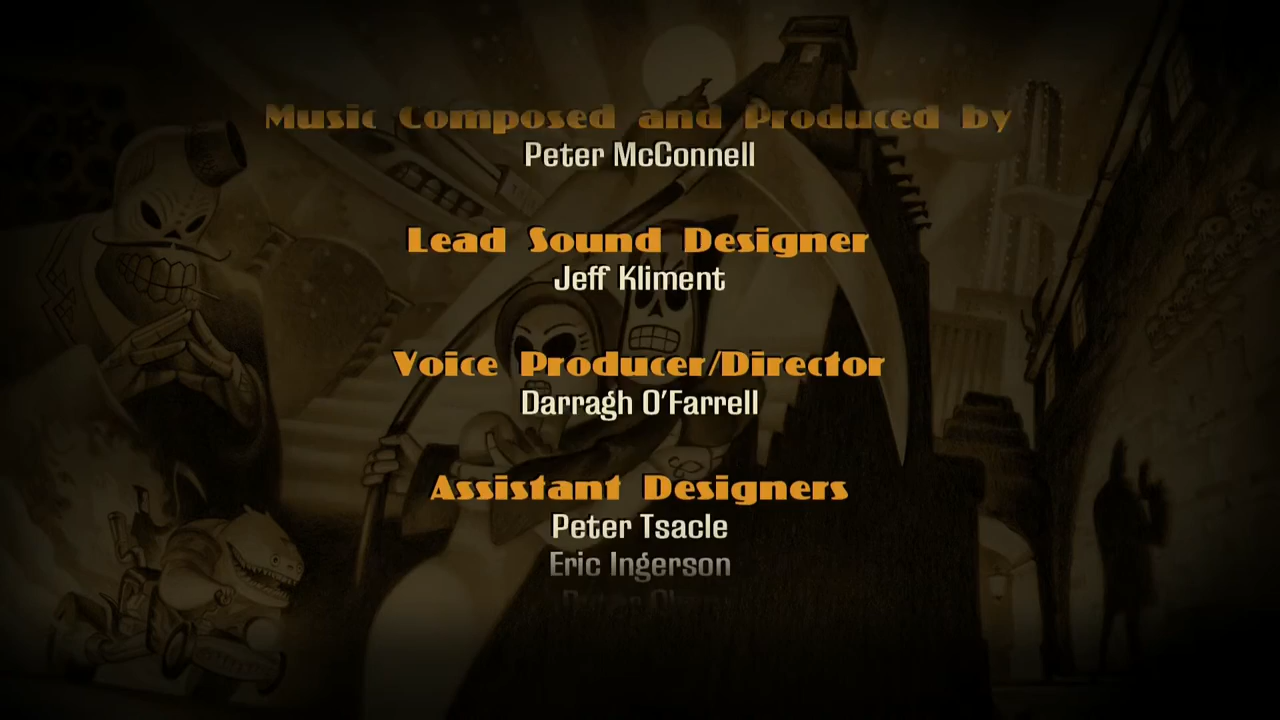 Music Composed and Produced by
Peter McConnell
Lead Sound Designer
Jeff Kliment
Voice Producer/Director
Darragh O'Farrell
Assistant Designers
Peter Tsacle
Eric Ingerson